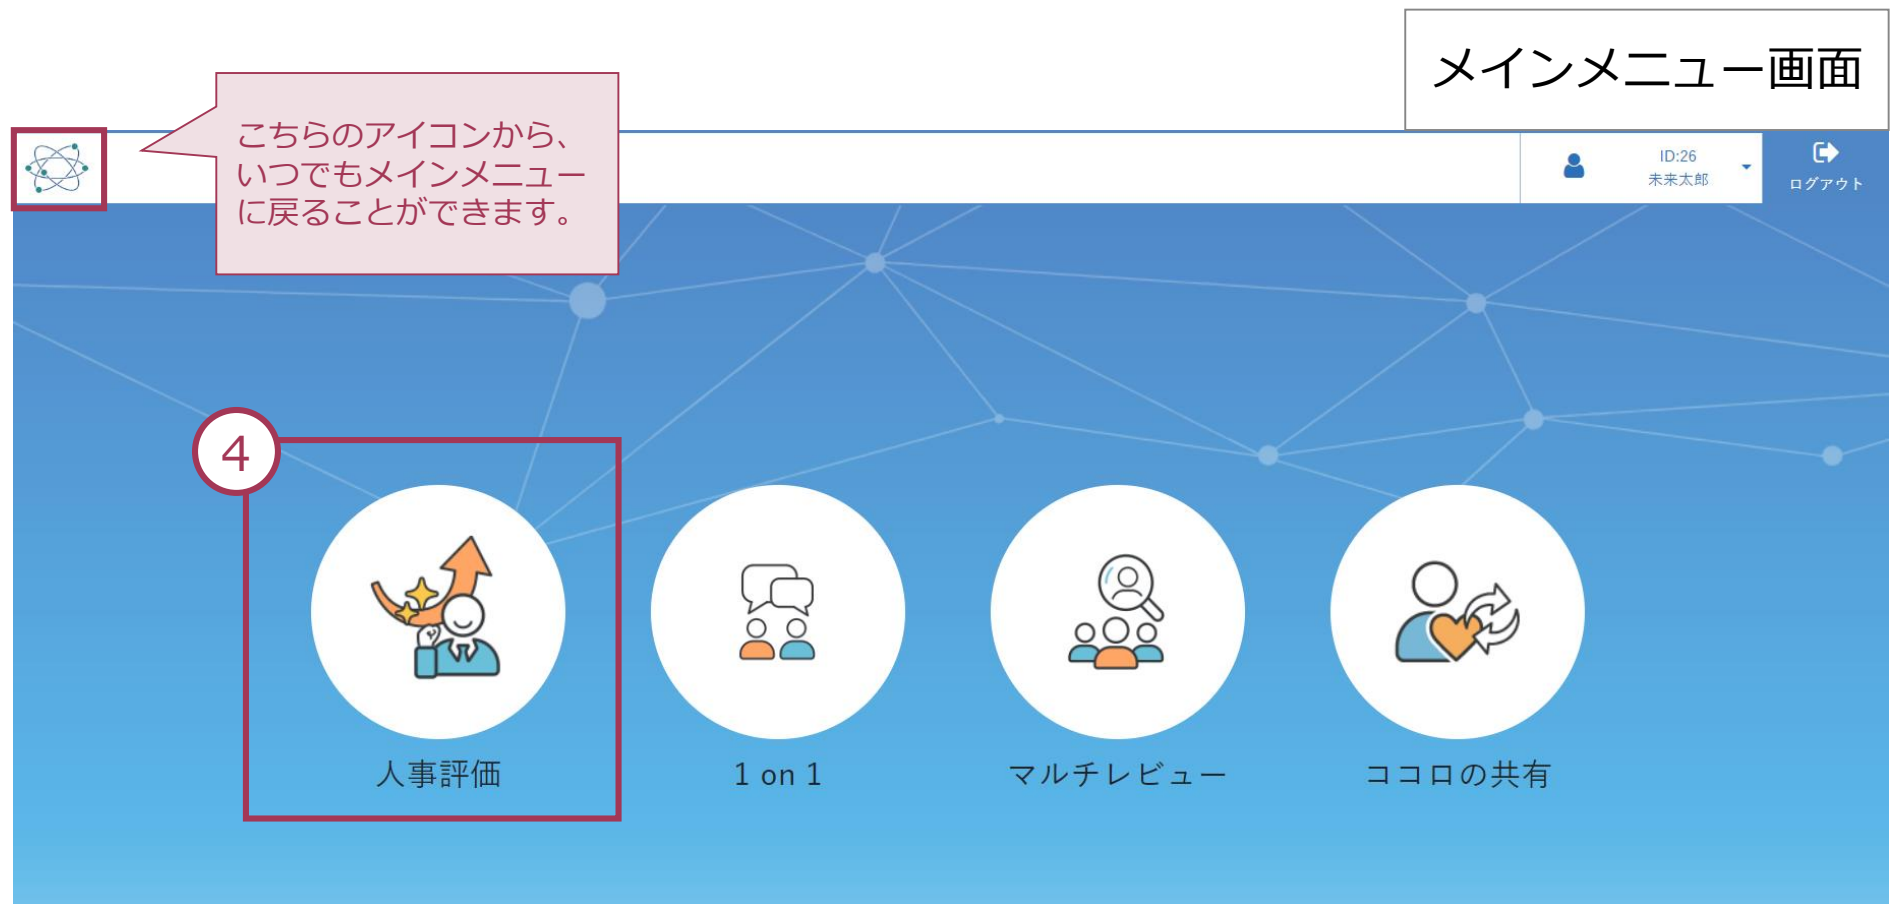 メインメニュー画面
こちらのアイコンから、
いつでもメインメニュー
に戻ることができます。
ID:26
未来太郎
ログアウト
4
人事評価
1 on 1
マルチレビュー
ココロの共有